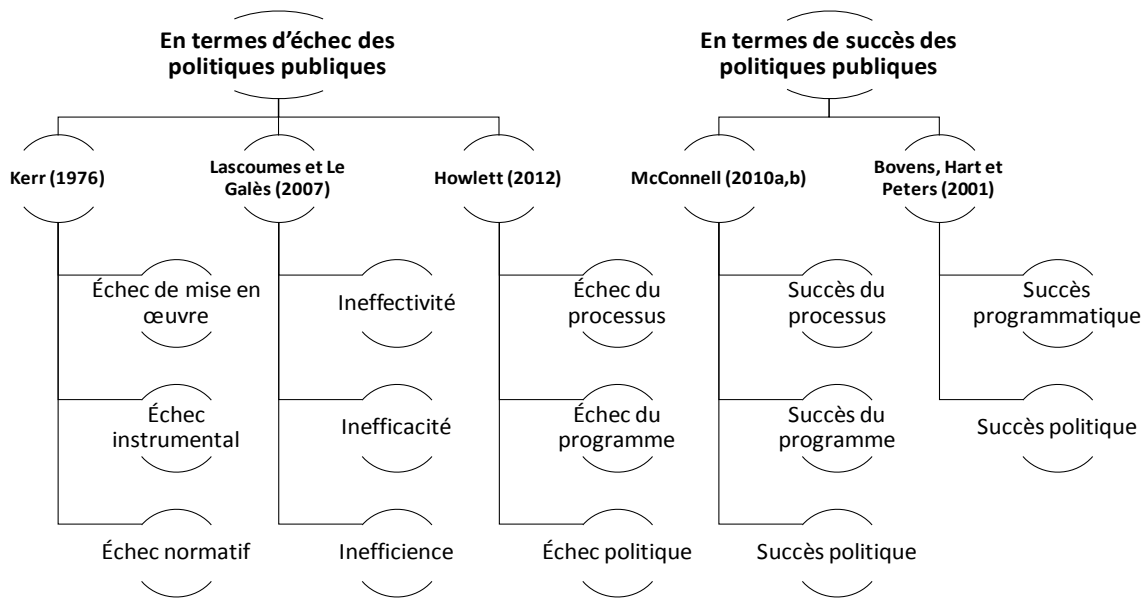 En termes d’échec des
politiques publiques
En termes de succès des
politiques publiques
Kerr (1976)
Lascoumes et Le
Galès (2007)
Howlett (2012)
McConnell (2010a,b)
Bovens, Hart et
Peters (2001)
Échec de mise en
œuvre
Ineffectivité
Échec du
processus
Succès du
processus
Succès
programmatique
Échec
instrumental
Inefficacité
Échec du
programme
Succès du
programme
Succès politique
Échec normatif
Inefficience
Échec politique
Succès politique